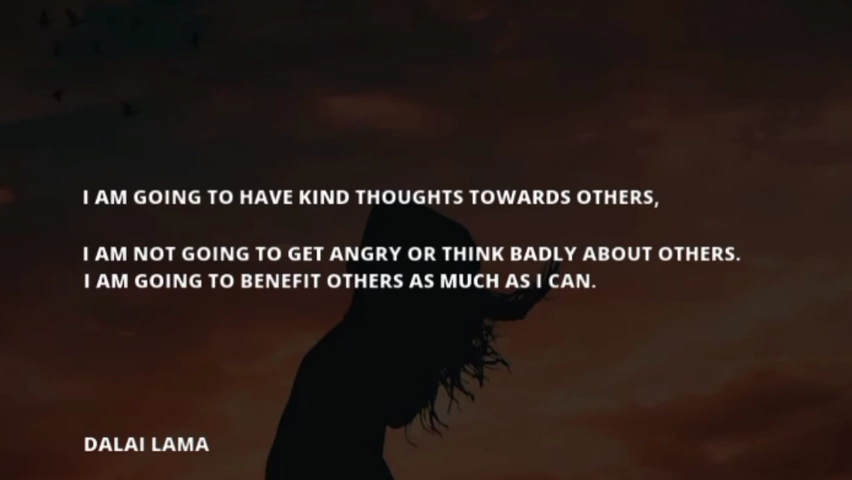 I AM GOING TO HAVE KIND THOUGHTS TOWARDS OTHERS,
I AM NOT GOING TO GET ANGRY OR THINK BADLY ABOUT OTHERS.
I AM GOING TO BENEFIT OTHERS AS MUCH AS I CAN.
DALAI LAMA